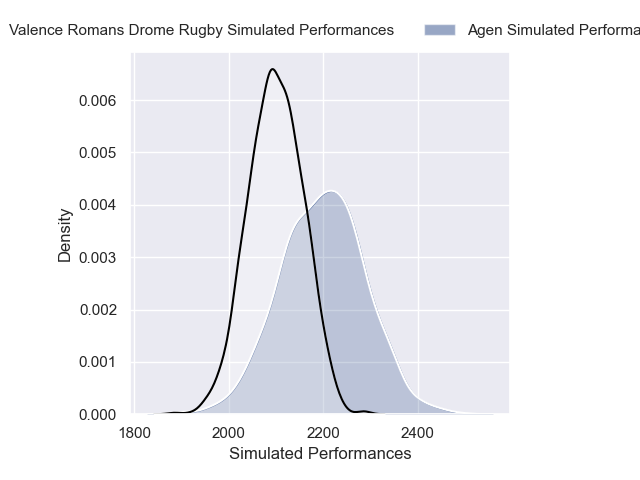 Valence Romans Drome Rugby Simulated Performances
Agen Simulated Performa
0.006
0.005
0.004
0.003
0.002
0.001
0.000
Density
1800 2000 2200 2400
Simulated Performances